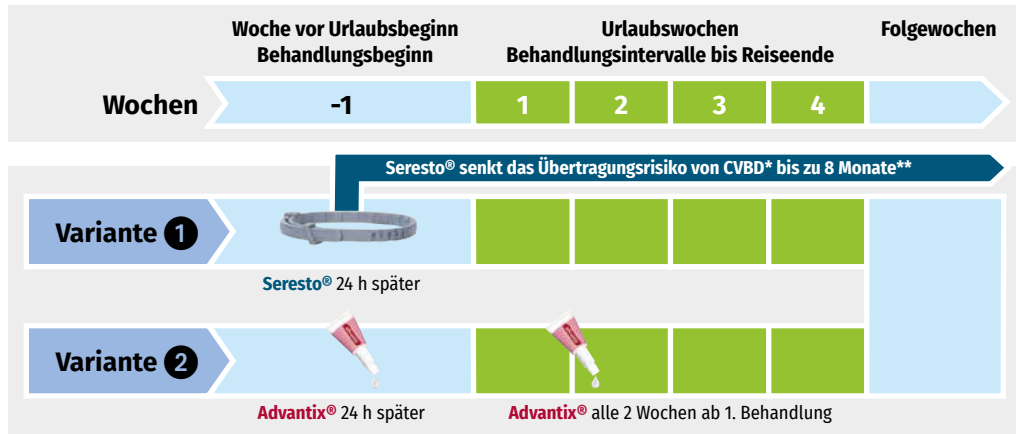 Woche vor Urlaubsbeginn
Behandlungsbeginn
Urlaubswochen
Behandlungsintervalle bis Reiseende
Folgewochen
Wochen
-1
1
2
3
4
Seresto® senkt das Übertragungsrisiko von CVBD* bis zu 8 Monate**
Variante 1
Seresto® 24 h später
Variante 2
Advantix® 24 h später
Advantix® alle 2 Wochen ab 1. Behandlung